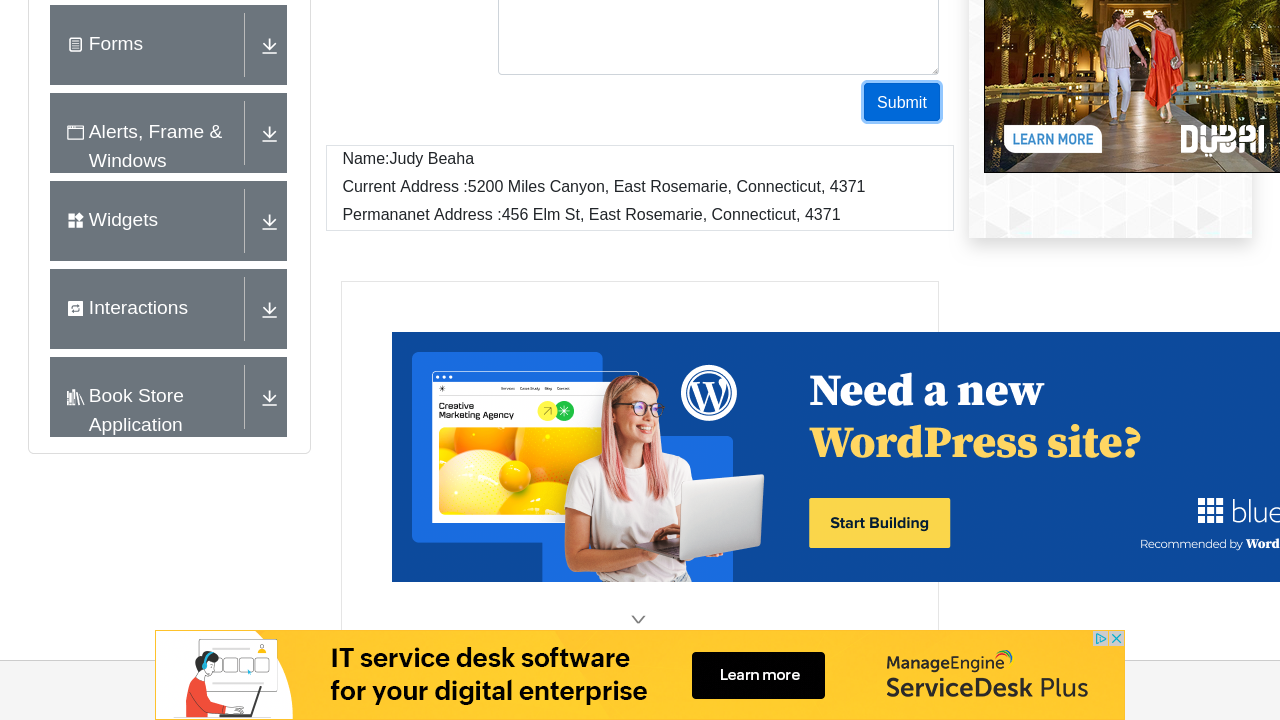 Forms
Alerts, Frame &
Windows
Widgets
Interactions
Book Store
Application
Submit
Name:Judy Beaha
Current Address :5200 Miles Canyon, East Rosemarie, Connecticut, 4371
Permananet Address :456 Elm St, East Rosemarie, Connecticut, 4371
LEARN MORE
DUBAI
Creative
Marketing Agency
Need a new
WordPress site?
Start Building
blue
Recommended by Word
IT service desk software
for your digital enterprise
Learn more
ManageEngine
ServiceDesk Plus